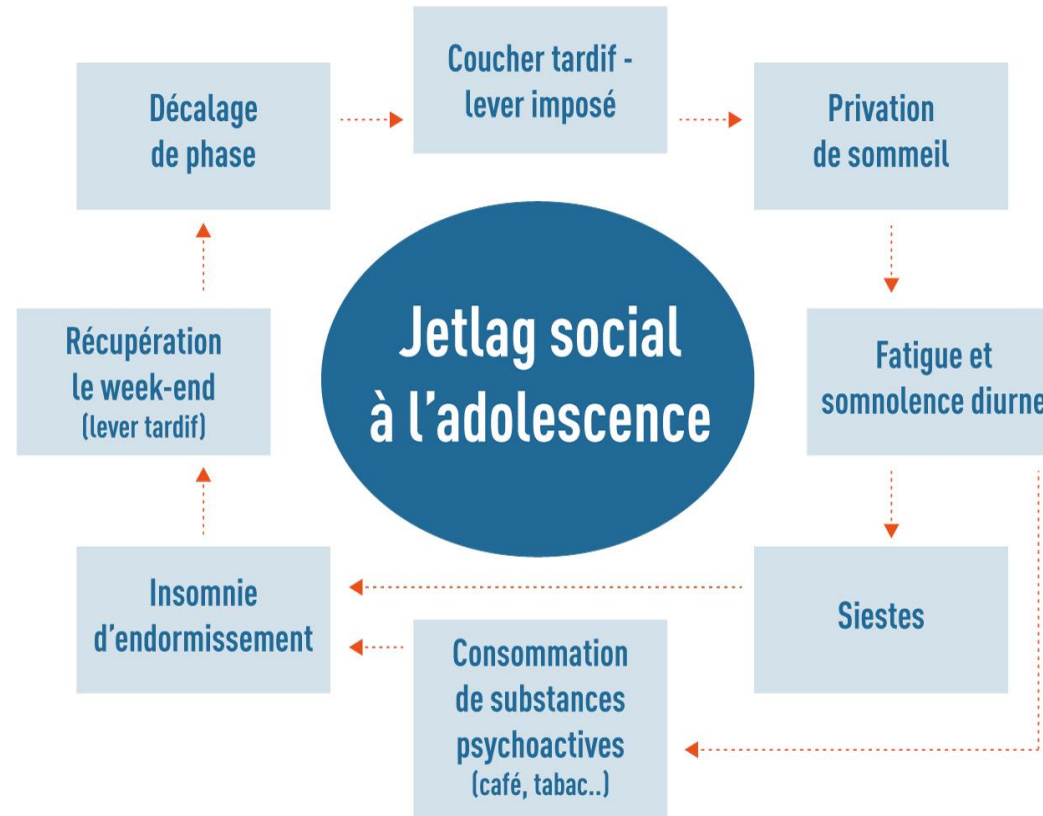 Coucher tardif -
lever imposé
Décalage
de phase
Privation
de sommeil
Jetlag social
à l'adolescence
Récupération
le week-end
(lever tardif)
Fatigue et
somnolence diurne
Insomnie
d'endormissement
Siestes
Consommation
de substances
psychoactives
(café, tabac..)